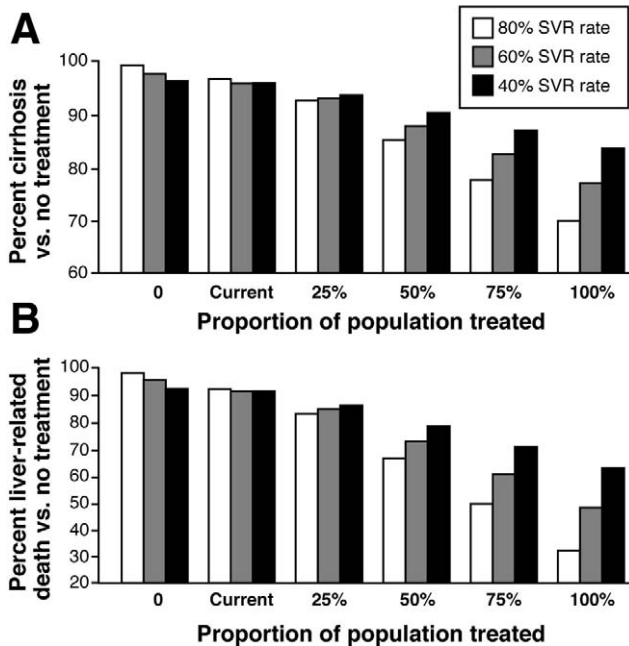 A
80% SVR rate
60% SVR rate
40% SVR rate
Percent cirrhosis
vs. no treatment
100
90
80
70
60
0 Current 25% 50% 75% 100%
Proportion of population treated
B
Percent liver-related
death vs. no treatment
100
90
80
70
60
50
40
30
20
0 Current 25% 50% 75% 100%
Proportion of population treated